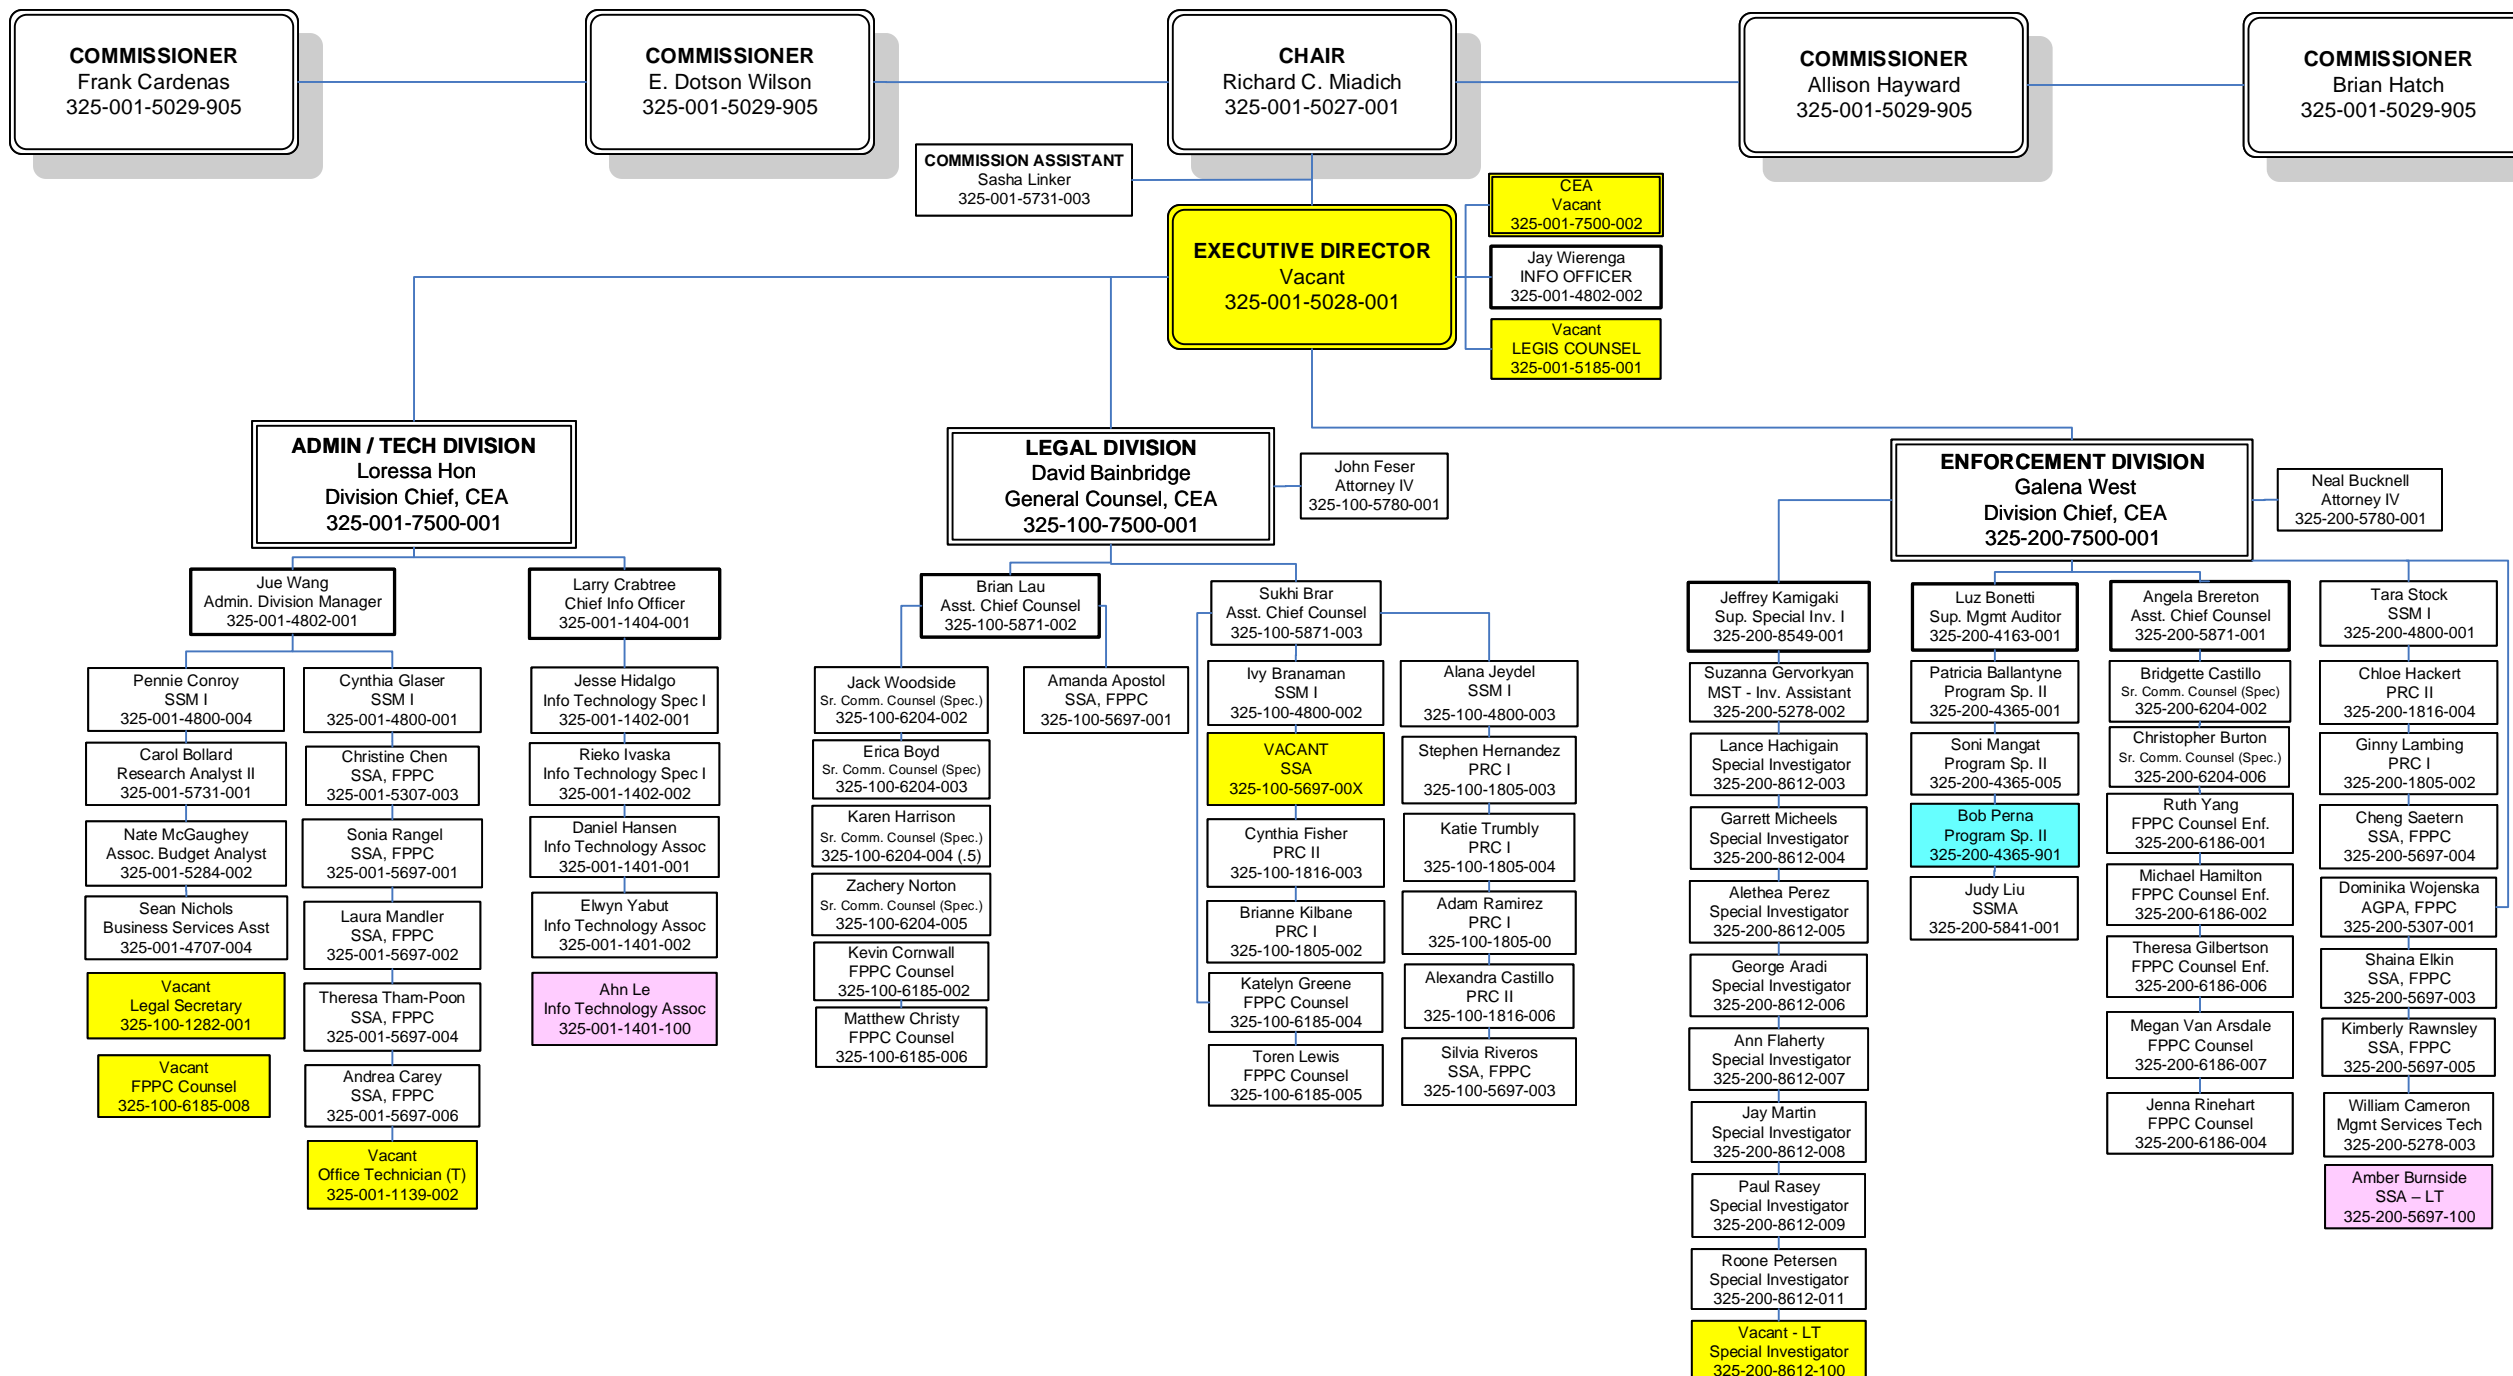 COMMISSIONER
Frank Cardenas
325-001-5029-905
COMMISSIONER
E. Dotson Wilson
325-001-5029-905
CHAIR
Richard C. Miadich
325-001-5027-001
COMMISSIONER
Allison Hayward
325-001-5029-905
COMMISSIONER
Brian Hatch
325-001-5029-905
COMMISSION ASSISTANT
Sasha Linker
325-001-5731-003
EXECUTIVE DIRECTOR
Vacant
325-001-5028-001
CEA
Vacant
325-001-7500-002
Jay Wierenga
INFO OFFICER
325-001-4802-002
Vacant
LEGIS COUNSEL
325-001-5185-001
ADMIN / TECH DIVISION
Loressa Hon
Division Chief, CEA
325-001-7500-001
LEGAL DIVISION
David Bainbridge
General Counsel, CEA
325-100-7500-001
John Feser
Attorney IV
325-100-5780-001
ENFORCEMENT DIVISION
Galena West
Division Chief, CEA
325-200-7500-001
Neal Bucknell
Attorney IV
325-200-5780-001
Jue Wang
Admin. Division Manager
325-001-4802-001
Pennie Conroy
SSM I
325-001-4800-004
Carol Bollard
Research Analyst II
325-001-5731-001
Nate McGaughey
Assoc. Budget Analyst
325-001-5284-002
Sean Nichols
Business Services Asst
325-001-4707-004
Vacant
Legal Secretary
325-100-1282-001
Vacant
FPPC Counsel
325-100-6185-008
Cynthia Glaser
SSM I
325-001-4800-001
Christine Chen
SSA, FPPC
325-001-5307-003
Sonia Rangel
SSA, FPPC
325-001-5697-001
Laura Mandler
SSA, FPPC
325-001-5697-002
Theresa Tham-Poon
SSA, FPPC
325-001-5697-004
Andrea Carey
SSA, FPPC
325-001-5697-006
Vacant
Office Technician (T)
325-001-1139-002
Larry Crabtree
Chief Info Officer
325-001-1404-001
Jesse Hidalgo
Info Technology Spec I
325-001-1402-001
Rieko Ivaska
Info Technology Spec I
325-001-1402-002
Daniel Hansen
Info Technology Assoc
325-001-1401-001
Elwyn Yabut
Info Technology Assoc
325-001-1401-002
Ahn Le
Info Technology Assoc
325-001-1401-100
Brian Lau
Asst. Chief Counsel
325-100-5871-002
Jack Woodside
Sr. Comm. Counsel (Spec.)
325-100-6204-002
Erica Boyd
Sr. Comm. Counsel (Spec)
325-100-6204-003
Karen Harrison
Sr. Comm. Counsel (Spec.)
325-100-6204-004 (.5)
Zachery Norton
Sr. Comm. Counsel (Spec.)
325-100-6204-005
Kevin Cornwall
FPPC Counsel
325-100-6185-002
Matthew Christy
FPPC Counsel
325-100-6185-006
Amanda Apostol
SSA, FPPC
325-100-5697-001
Sukhi Brar
Asst. Chief Counsel
325-100-5871-003
Ivy Branaman
SSM I
325-100-4800-002
VACANT
SSA
325-100-5697-00X
Cynthia Fisher
PRC II
325-100-1816-003
Brianne Kilbane
PRC I
325-100-1805-002
Katelyn Greene
FPPC Counsel
325-100-6185-004
Toren Lewis
FPPC Counsel
325-100-6185-005
Alana Jeydel
SSM I
325-100-4800-003
Stephen Hernandez
PRC I
325-100-1805-003
Katie Trumbly
PRC I
325-100-1805-004
Adam Ramirez
PRC I
325-100-1805-00
Alexandra Castillo
PRC II
325-100-1816-006
Silvia Riveros
SSA, FPPC
325-100-5697-003
Jeffrey Kamigaki
Sup. Special Inv. I
325-200-8549-001
Suzanna Gervorkyan
MST - Inv. Assistant
325-200-5278-002
Lance Hachigain
Special Investigator
325-200-8612-003
Garrett Micheels
Special Investigator
325-200-8612-004
Alethea Perez
Special Investigator
325-200-8612-005
George Aradi
Special Investigator
325-200-8612-006
Ann Flaherty
Special Investigator
325-200-8612-007
Jay Martin
Special Investigator
325-200-8612-008
Paul Rasey
Special Investigator
325-200-8612-009
Roone Petersen
Special Investigator
325-200-8612-011
Vacant - LT
Special Investigator
325-200-8612-100
Luz Bonetti
Sup. Mgmt Auditor
325-200-4163-001
Patricia Ballantyne
Program Sp. II
325-200-4365-001
Soni Mangat
Program Sp. II
325-200-4365-005
Bob Perna
Program Sp. II
325-200-4365-901
Judy Liu
SSMA
325-200-5841-001
Angela Brereton
Asst. Chief Counsel
325-200-5871-001
Bridgette Castillo
Sr. Comm. Counsel (Spec)
325-200-6204-002
Christopher Burton
Sr. Comm. Counsel (Spec.)
325-200-6204-006
Ruth Yang
FPPC Counsel Enf.
325-200-6186-001
Michael Hamilton
FPPC Counsel Enf.
325-200-6186-002
Theresa Gilbertson
FPPC Counsel Enf.
325-200-6186-006
Megan Van Arsdale
FPPC Counsel
325-200-6186-007
Jenna Rinehart
FPPC Counsel
325-200-6186-004
Tara Stock
SSM I
325-200-4800-001
Chloe Hackert
PRC II
325-200-1816-004
Ginny Lambing
PRC I
325-200-1805-002
Cheng Saetern
SSA, FPPC
325-200-5697-004
Dominika Wojenska
AGPA, FPPC
325-200-5307-001
Shaina Elkin
SSA, FPPC
325-200-5697-003
Kimberly Rawnsley
SSA, FPPC
325-200-5697-005
William Cameron
Mgmt Services Tech
325-200-5278-003
Amber Burnside
SSA – LT
325-200-5697-100